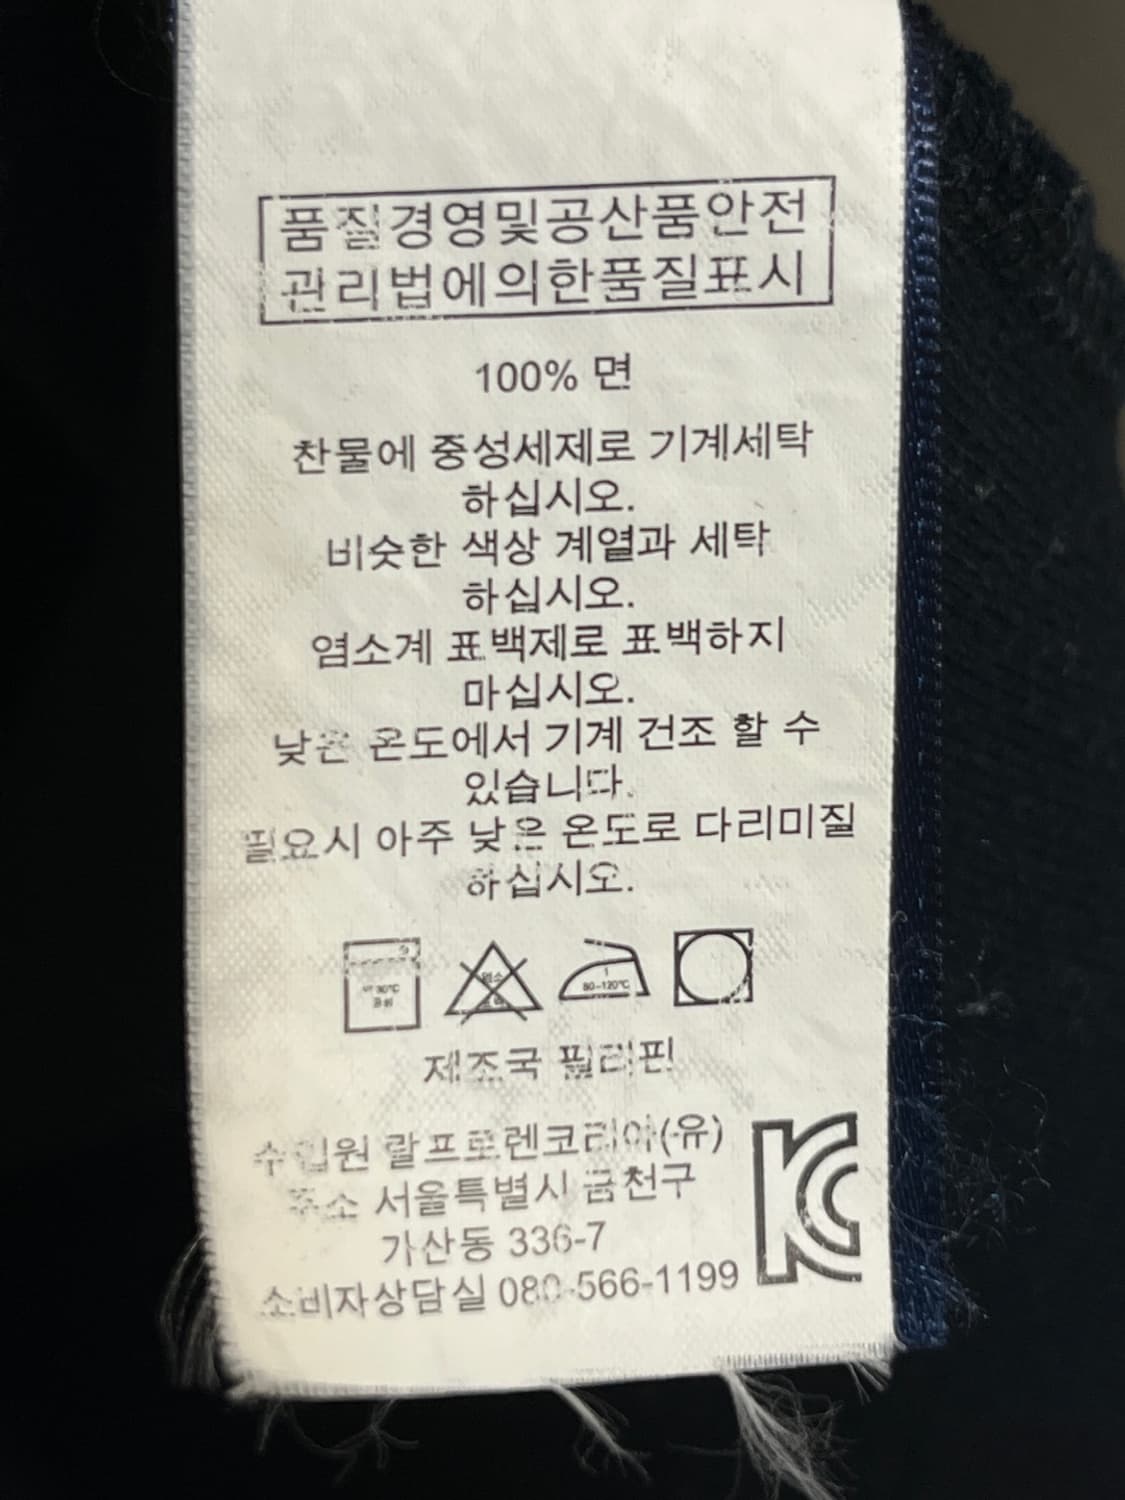 품질경영및공산품안전
관리법에의한품질표시
100% 면
찬물에 중성세제로 기계세탁
하십시오.
비슷한 색상 계열과 세탁
하십시오.
염소계 표백제로 표백하지
마십시오.
낮은 온도에서 기계 건조 할 수
있습니다.
필요시 아주 낮은 온도로 다리미질
하십시오.
염소
1
80-120℃
제조국 필리핀
수입원 랄프로렌코리아(유)
주소 서울특별시 금천구
가산동 336-7
소비자상담실 080-566-1199
KC